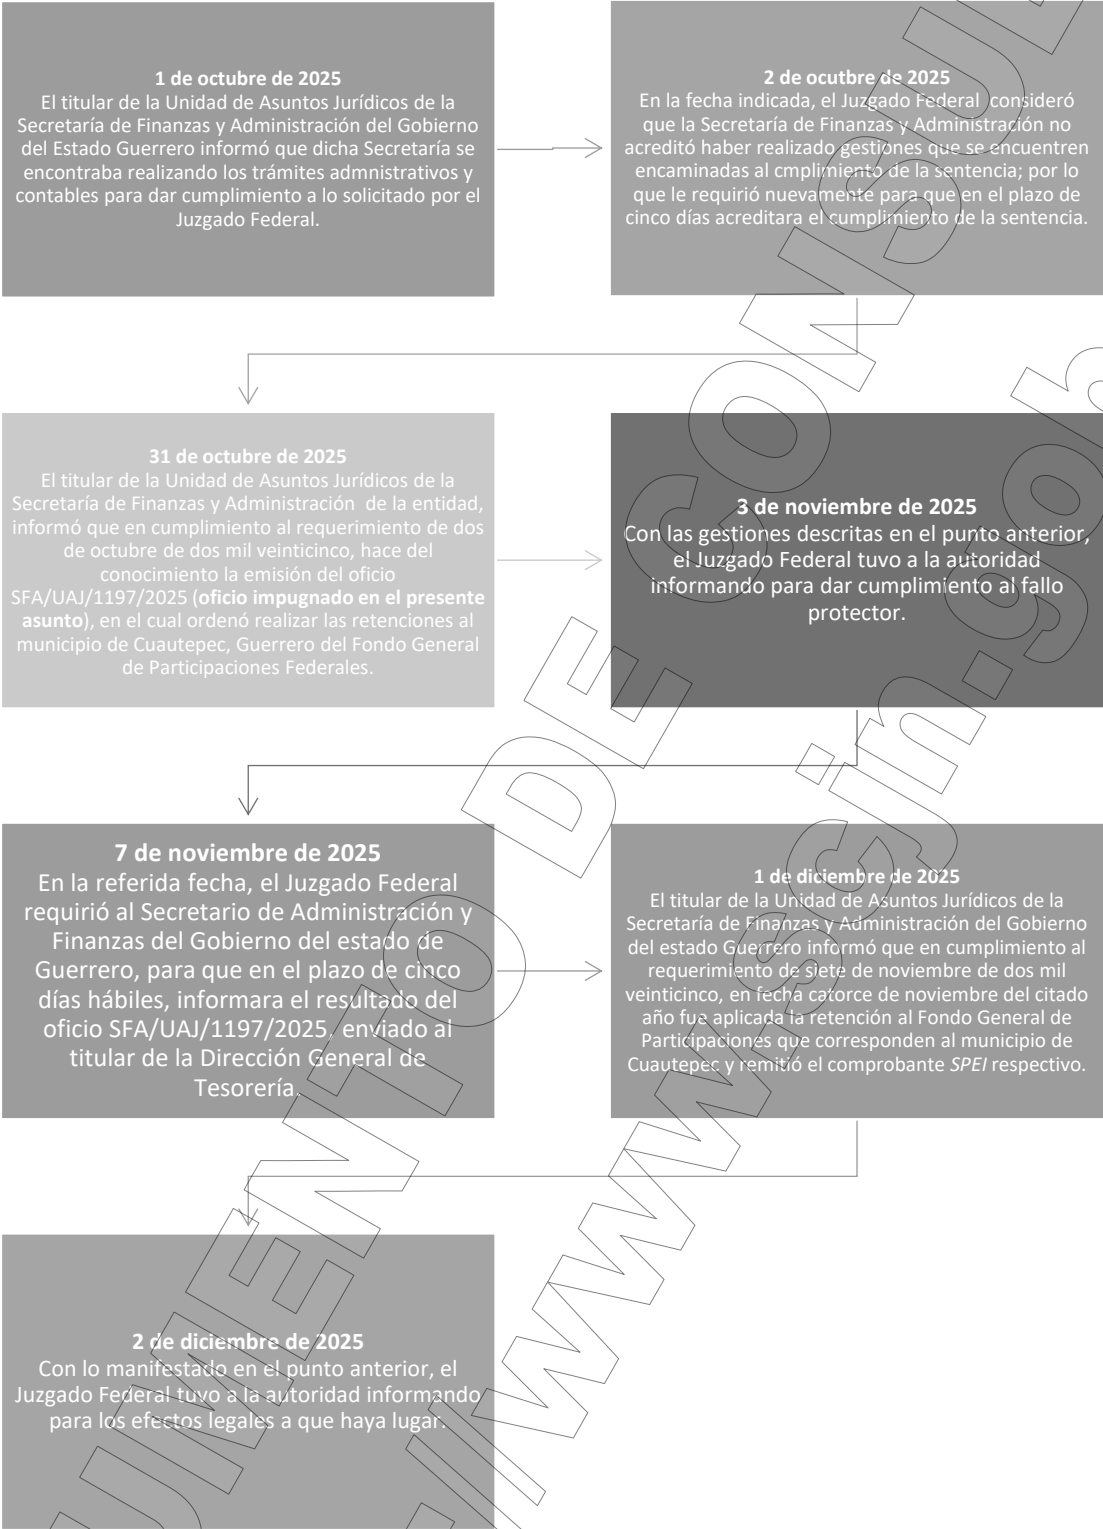 1 de octubre de 2025
El titular de la Unidad de Asuntos Jurídicos de la
Secretaría de Finanzas y Administración del Gobierno
del Estado Guerrero informó que dicha Secretaría se
encontraba realizando los trámites admnistrativos y
contables para dar cumplimiento a lo solicitado por el
Juzgado Federal.
2 de ocutbre de 2025
En la fecha indicada, el Juzgado Federal consideró
que la Secretaría de Finanzas y Administración no
acreditó haber realizado gestiones que se encuentren
encaminadas al cmplimiento de la sentencia; por lo
que le requirió nuevamente para que en el plazo de
cinco días acreditara el cumplimiento de la sentencia.
31 de octubre de 2025
El titular de la Unidad de Asuntos Jurídicos de la
Secretaría de Finanzas y Administración de la entidad,
informó que en cumplimiento al requerimiento de dos
de octubre de dos mil veinticinco, hace del
conocimiento la emisión del oficio
SFA/UAJ/1197/2025 (oficio impugnado en el presente
asunto), en el cual ordenó realizar las retenciones al
municipio de Cuautepec, Guerrero del Fondo General
de Participaciones Federales.
3 de noviembre de 2025
Con las gestiones descritas en el punto anterior,
el Juzgado Federal tuvo a la autoridad
informando para dar cumplimiento al fallo
protector.
7 de noviembre de 2025
En la referida fecha, el Juzgado Federal
requirió al Secretario de Administración y
Finanzas del Gobierno del estado de
Guerrero, para que en el plazo de cinco
días hábiles, informara el resultado del
oficio SFA/UAJ/1197/2025, enviado al
titular de la Dirección General de
Tesorería.
1 de diciembre de 2025
El titular de la Unidad de Asuntos Jurídicos de la
Secretaría de Finanzas y Administración del Gobierno
del estado Guerrero informó que en cumplimiento al
requerimiento de siete de noviembre de dos mil
veinticinco, en fecha catorce de noviembre del citado
año fue aplicada la retención al Fondo General de
Participaciones que corresponden al municipio de
Cuautepec y remitió el comprobante SPEI respectivo.
2 de diciembre de 2025
Con lo manifestado en el punto anterior, el
Juzgado Federal tuvo a la autoridad informando
para los efectos legales a que haya lugar.
UMENTO DE CONSUL
://www.scjn.gob